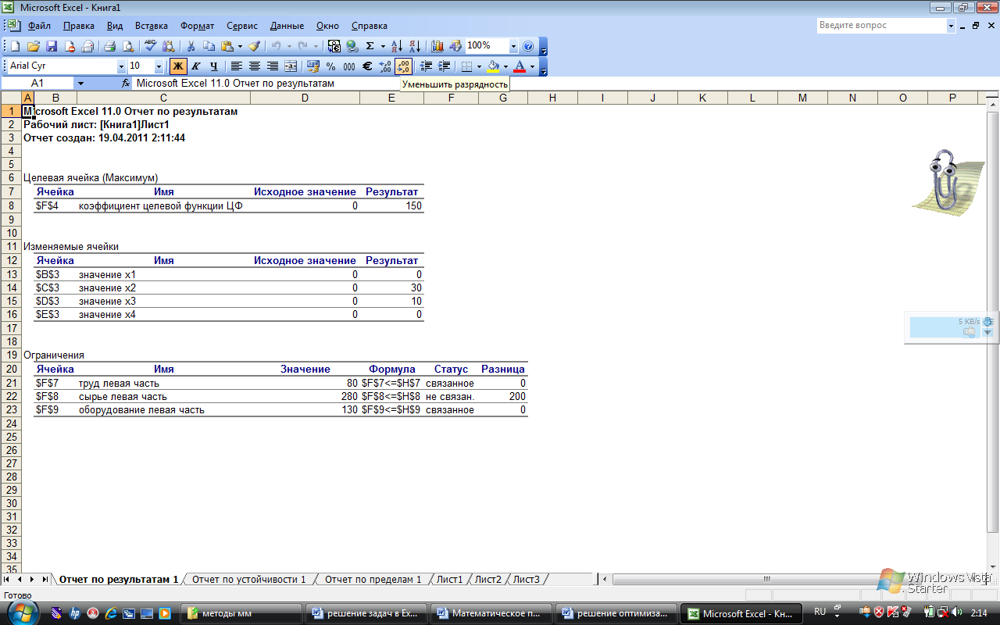 Microsoft Excel - Книга1
Файл Правка Вид Вставка Формат Сервис Данные Окно Справка Введите вопрос
100%
Arial Cyr 10 Ж К Ч % 000 €
A1 fx Microsoft Excel 11.0 Отчет по результатам
Уменьшить разрядность
A B C D E F G H I J K L M N O P
1 Microsoft Excel 11.0 Отчет по результатам
2 Рабочий лист: [Книга1]Лист1
3 Отчет создан: 19.04.2011 2:11:44
4
5
6 Целевая ячейка (Максимум)
7 Ячейка Имя Исходное значение Результат
8 $F$4 коэффициент целевой функции ЦФ 0 150
9
10
11 Изменяемые ячейки
12 Ячейка Имя Исходное значение Результат
13 $B$3 значение x1 0 0
14 $C$3 значение x2 0 30
15 $D$3 значение x3 0 10
16 $E$3 значение x4 0 0
17 5 KB/s
18
19 Ограничения
20 Ячейка Имя Значение Формула Статус Разница
21 $F$7 труд левая часть 80 $F$7<=$H$7 связанное 0
22 $F$8 сырье левая часть 280 $F$8<=$H$8 не связан. 200
23 $F$9 оборудование левая часть 130 $F$9<=$H$9 связанное 0
24
25
26
27
28
29
30
31
32
33
34
35
Отчет по результатам 1 Отчет по устойчивости 1 Отчет по пределам 1 Лист1 Лист2 Лист3
Windows Vista
Starter
Готово
методы мм решение задач в Ex... Математическое п... решение оптимиза... Microsoft Excel - Кн... RU 2:14